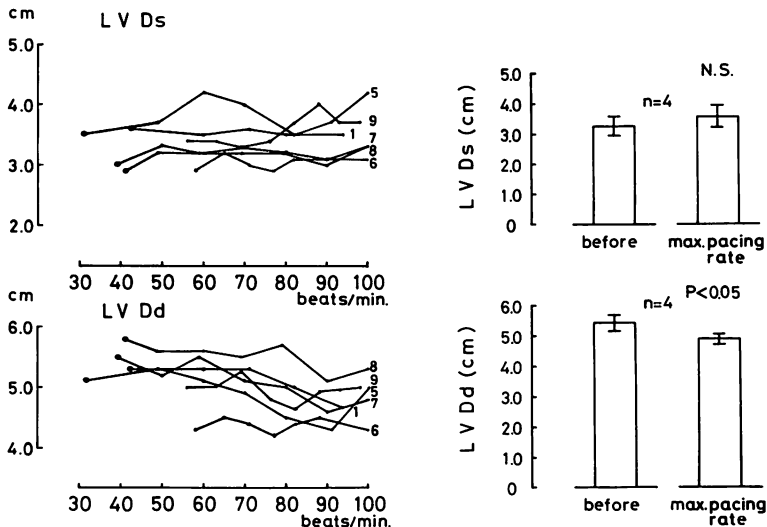 cm
L V Ds
5.0
4.0
3.0
2.0
5
9
1
7
8
6
30 40 50 60 70 80 90 100
beats/min.
cm
L V Dd
6.0
5.0
4.0
8
9
5
7
1
6
30 40 50 60 70 80 90 100
beats/min.
L V Ds (cm)
5.0
4.0
3.0
2.0
1.0
0
n=4
N.S.
before
max.pacing
rate
L V Dd (cm)
6.0
5.0
4.0
3.0
2.0
1.0
0
n=4
P<0.05
before
max.pacing
rate